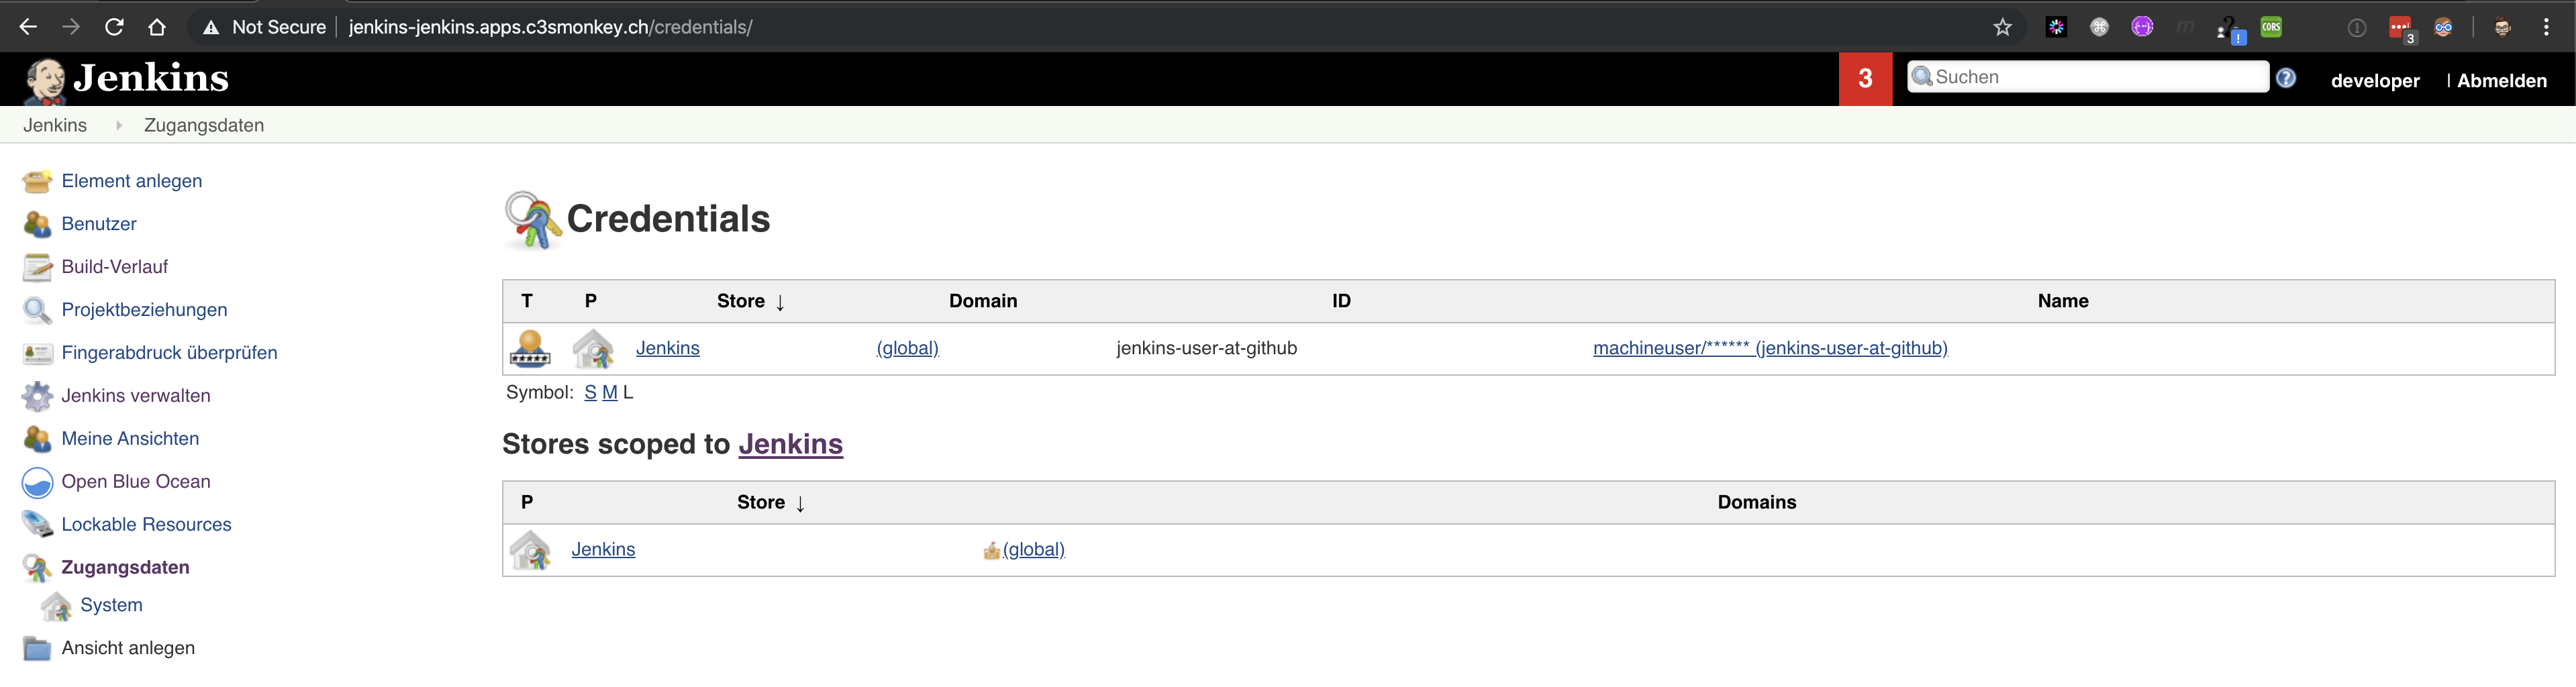 Not Secure | jenkins-jenkins.apps.c3smonkey.ch/credentials/
CORS
3
Jenkins
3
Suchen
developer
| Abmelden
Jenkins
Zugangsdaten
Element anlegen
Benutzer
Build-Verlauf
Projektbeziehungen
Fingerabdruck überprüfen
Jenkins verwalten
Meine Ansichten
Open Blue Ocean
Lockable Resources
Zugangsdaten
System
Ansicht anlegen
Credentials
T P Store ↓ Domain ID Name
Jenkins (global) jenkins-user-at-github machineuser/****** (jenkins-user-at-github)
Symbol: S M L
Stores scoped to Jenkins
P Store ↓ Domains
Jenkins (global)